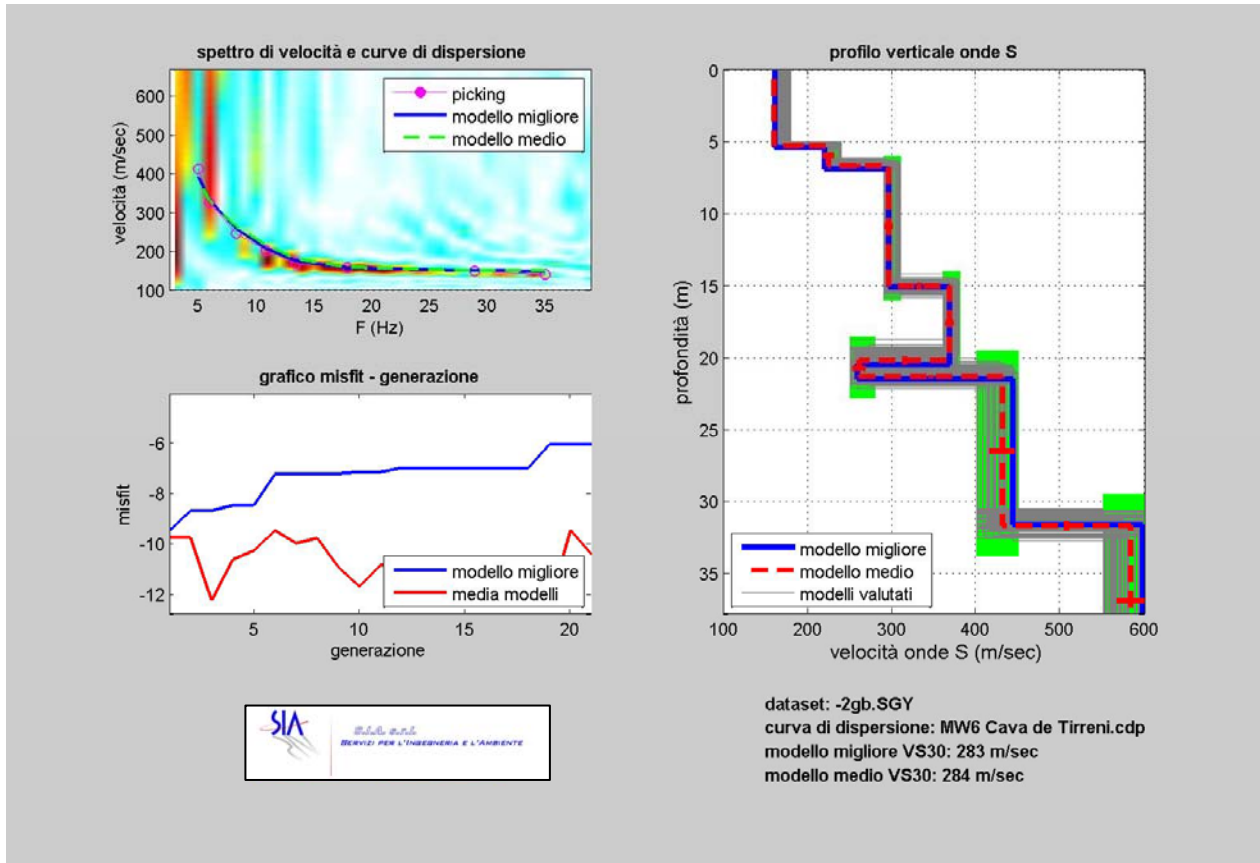 spettro di velocità e curve di dispersione
velocità (m/sec)
600
500
400
300
200
100
5
10
15
20
25
30
35
F (Hz)
picking
modello migliore
modello medio
grafico misfit - generazione
misfit
-6
-8
-10
-12
5
10
15
20
generazione
modello migliore
media modelli
profilo verticale onde S
profondità (m)
0
5
10
15
20
25
30
35
100
200
300
400
500
600
velocità onde S (m/sec)
modello migliore
modello medio
modelli valutati
SIA
S.I.A. s.r.l.
SERVIZI PER L'INGEGNERIA E L'AMBIENTE
dataset: -2gb.SGY
curva di dispersione: MW6 Cava de Tirreni.cdp
modello migliore VS30: 283 m/sec
modello medio VS30: 284 m/sec